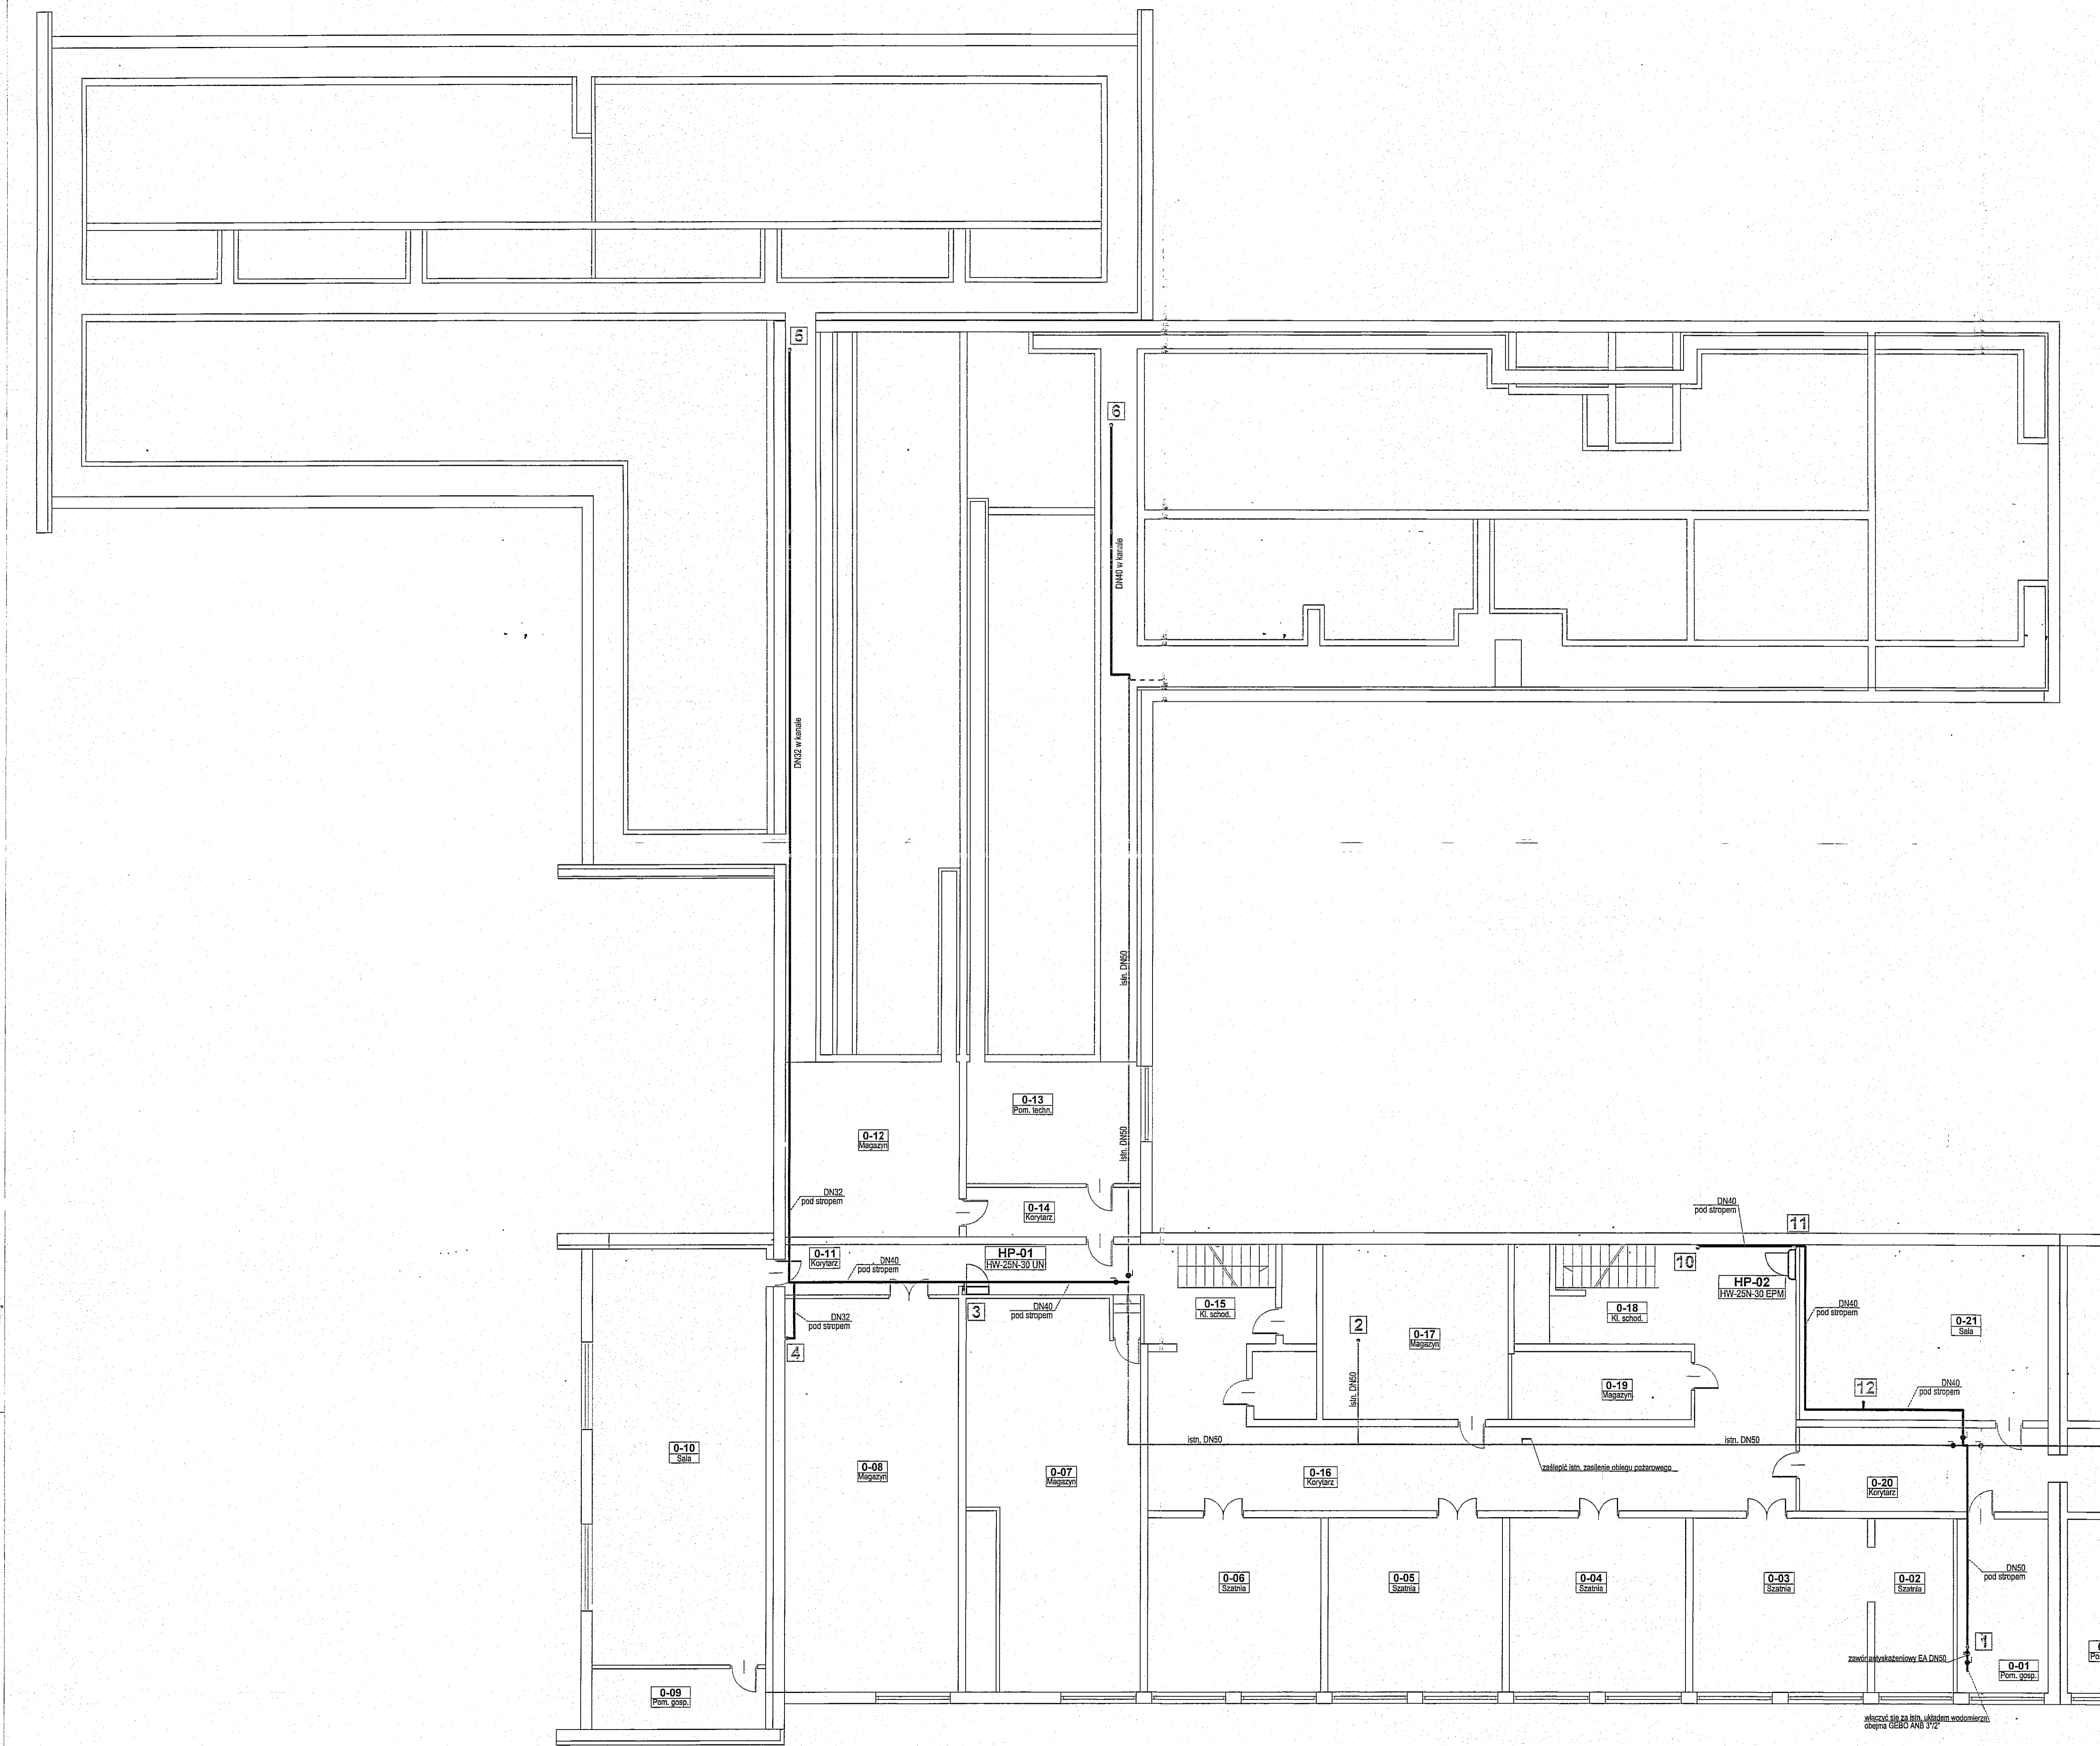 5
6
DN40 w kanale
DN32 w kanale
istn. DN50
0-13
Pom. techn.
0-12
Magazyn
istn. DN50
DN32
pod stropem
0-14
Korytarz
DN40
pod stropem
11
0-11
Korytarz
DN40
pod stropem
HP-01
HW-25N-30 UN
10
HP-02
HW-25N-30 EPM
3
DN40
pod stropem
DN32
pod stropem
4
0-15
Kl. schod.
2
0-17
Magazyn
0-18
Kl. schod.
DN40
pod stropem
0-21
Sala
istn. DN50
0-19
Magazyn
12
DN40
pod stropem
0-10
Sala
istn. DN50
istn. DN50
0-08
Magazyn
0-07
Magazyn
0-16
Korytarz
zaślepić istn. zasilenie obiegu pożarowego
0-20
Korytarz
0-06
Szatnia
0-05
Szatnia
0-04
Szatnia
0-03
Szatnia
0-02
Szatnia
DN50
pod stropem
1
zawór antyskażeniowy EA DN50
0-01
Pom. gosp.
0-09
Pom. gosp.
włączyć się za istn. układem wodomierzy
obejma GEBO ANB 3"/2"